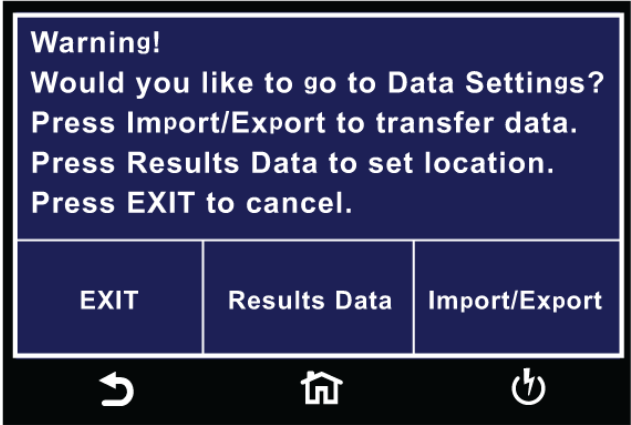 Warning!
Would you like to go to Data Settings?
Press Import/Export to transfer data.
Press Results Data to set location.
Press EXIT to cancel.
EXIT
Results Data
Import/Export